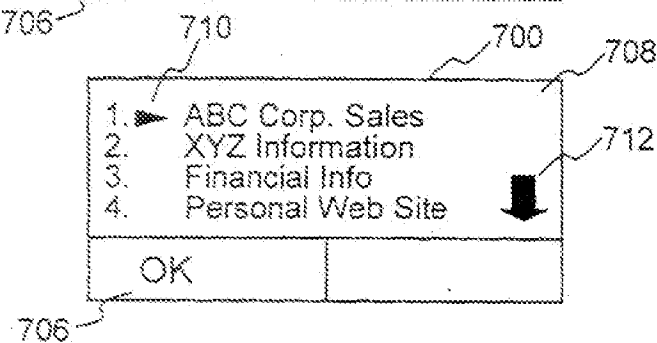 706
710
700
708
1. ABC Corp. Sales
2. XYZ Information
712
3. Financial Info
4. Personal Web Site
OK
706